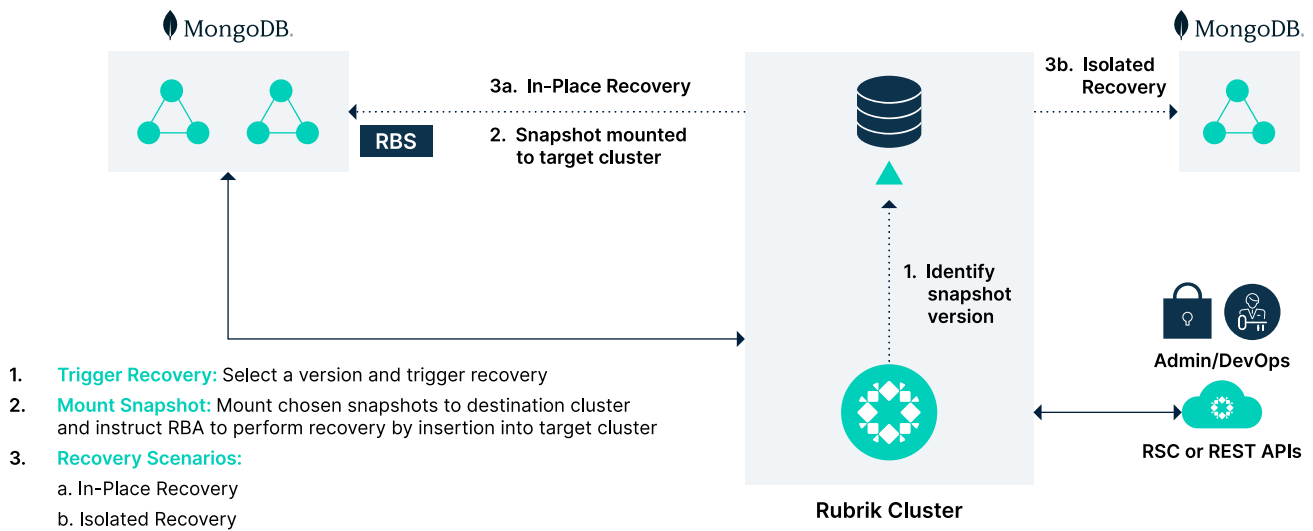 MongoDB.
MongoDB.
3a. In-Place Recovery
3b. Isolated
Recovery
RBS
2. Snapshot mounted
to target cluster
1. Identify
snapshot
version
Admin/DevOps
RSC or REST APIs
Rubrik Cluster
1. Trigger Recovery: Select a version and trigger recovery
2. Mount Snapshot: Mount chosen snapshots to destination cluster
and instruct RBA to perform recovery by insertion into target cluster
3. Recovery Scenarios:
a. In-Place Recovery
b. Isolated Recovery